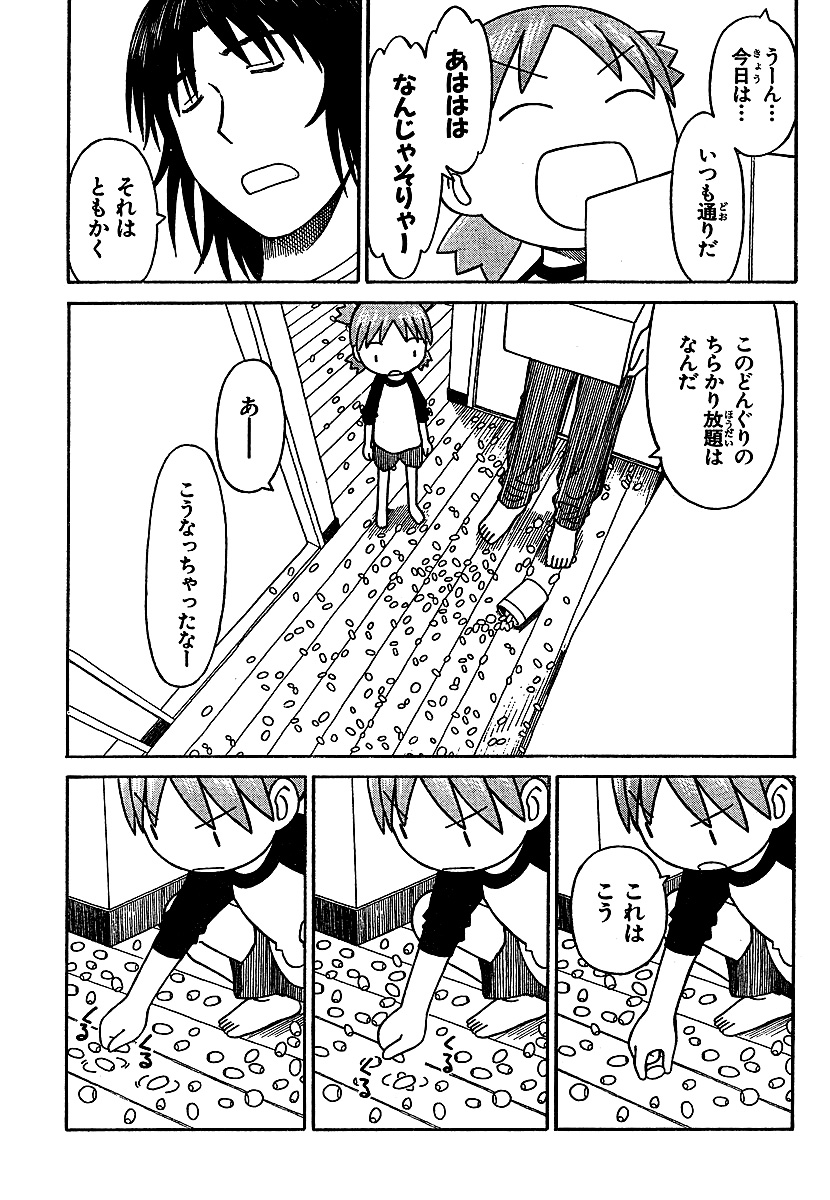 うーん…
今日は…
いつも通りだ
あははは
なんじゃそりゃー
それは
ともかく
このどんぐりの
ちらかり放題は
なんだ
あー
こうなっちゃったなー
これは
こう
くる
くる
くる
くる